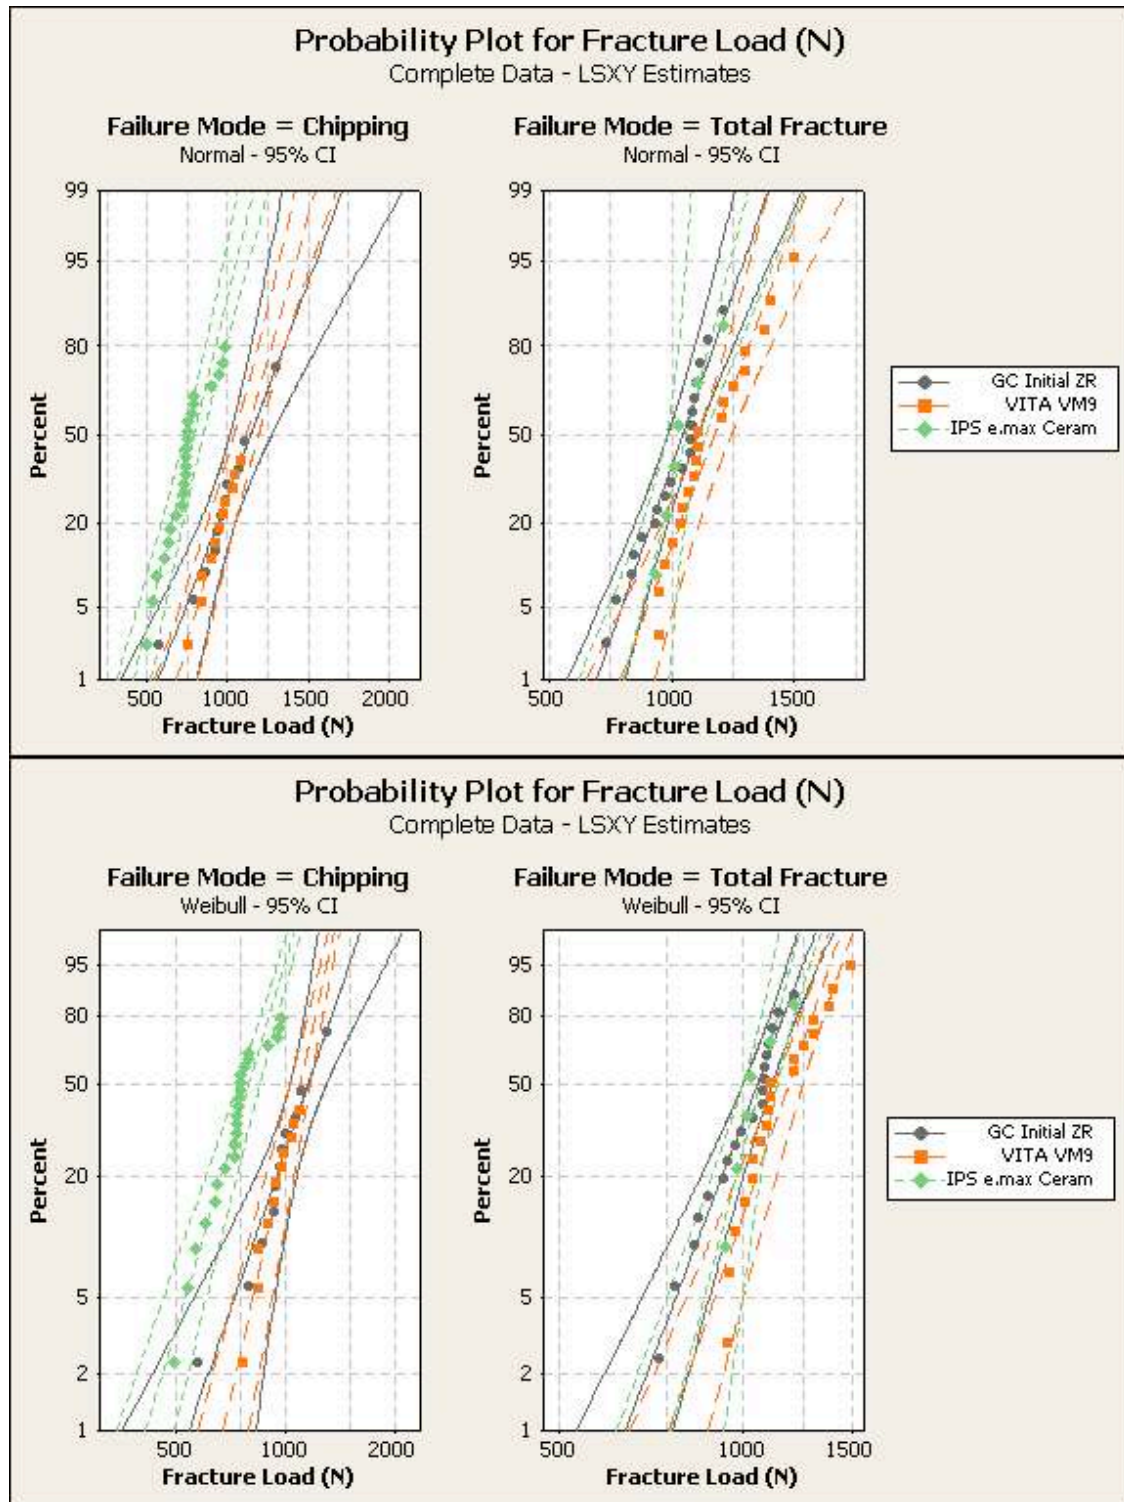 Probability Plot for Fracture Load (N)
Complete Data - LSXY Estimates
Failure Mode = Chipping
Normal - 95% CI
Failure Mode = Total Fracture
Normal - 95% CI
99
95
80
50
20
5
1
Percent
500 1000 1500 2000
Fracture Load (N)
99
95
80
50
20
5
1
Percent
500 1000 1500
Fracture Load (N)
GC Initial ZR
VITA VM9
IPS e.max Ceram
Probability Plot for Fracture Load (N)
Complete Data - LSXY Estimates
Failure Mode = Chipping
Weibull - 95% CI
Failure Mode = Total Fracture
Weibull - 95% CI
95
80
50
20
5
2
1
Percent
500 1000 2000
Fracture Load (N)
95
80
50
20
5
2
1
Percent
500 1000 1500
Fracture Load (N)
GC Initial ZR
VITA VM9
IPS e.max Ceram